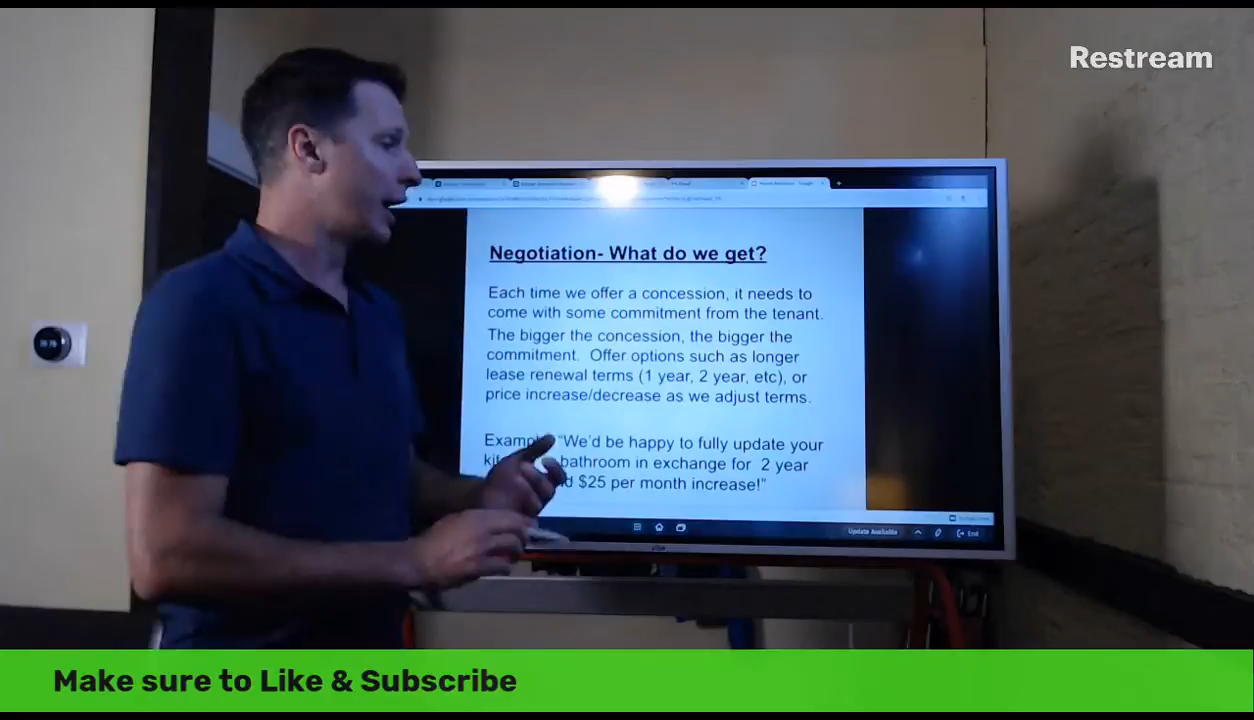 Restream
Negotiation- What do we get?
Each time we offer a concession, it needs to
come with some commitment from the tenant.
The bigger the concession, the bigger the
commitment. Offer options such as longer
lease renewal terms (1 year, 2 year, etc), or
price increase/decrease as we adjust terms.
"We'd be happy to fully update your
bathroom in exchange for 2 year
$25 per month increase!"
Update Available
End
Make sure to Like & Subscribe